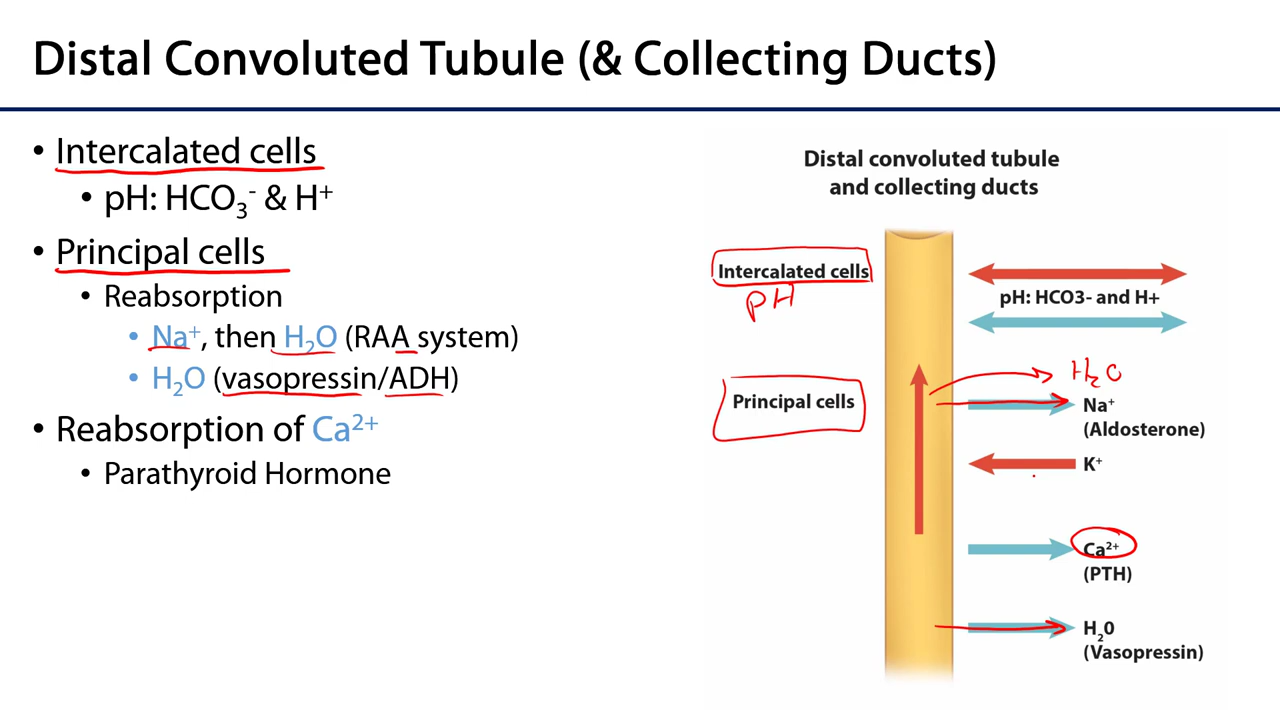 Distal Convoluted Tubule (& Collecting Ducts)
• Intercalated cells
• pH: HCO₃⁻ & H⁺
• Principal cells
• Reabsorption
• Na⁺, then H₂O (RAA system)
• H₂O (vasopressin/ADH)
• Reabsorption of Ca²⁺
• Parathyroid Hormone
Distal convoluted tubule
and collecting ducts
Intercalated cells
PH
pH: HCO3- and H+
Principal cells
H₂O
Na⁺
(Aldosterone)
K⁺
Ca²⁺
(PTH)
H₂0
(Vasopressin)